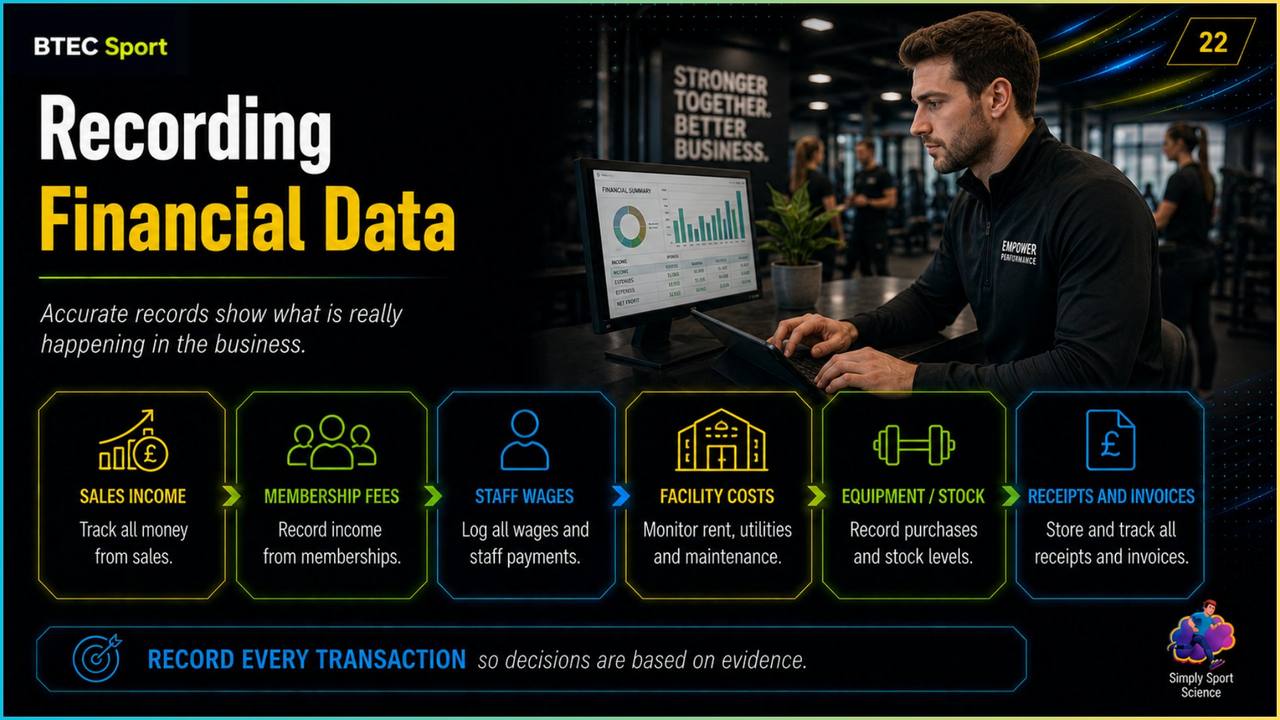 BTEC Sport
22
Recording
Financial Data
Accurate records show what is really
happening in the business.
STRONGER
TOGETHER.
BETTER
BUSINESS.
FINANCIAL SUMMARY
INCOME
INCOME
EXPENSES
EXPENSES
NET PROFIT
EMPOWER
PERFORMANCE
SALES INCOME
Track all money
from sales.
MEMBERSHIP FEES
Record income
from memberships.
STAFF WAGES
Log all wages and
staff payments.
FACILITY COSTS
Monitor rent, utilities
and maintenance.
EQUIPMENT / STOCK
Record purchases
and stock levels.
RECEIPTS AND INVOICES
£
Store and track all
receipts and invoices.
RECORD EVERY TRANSACTION so decisions are based on evidence.
Simply Sport
Science